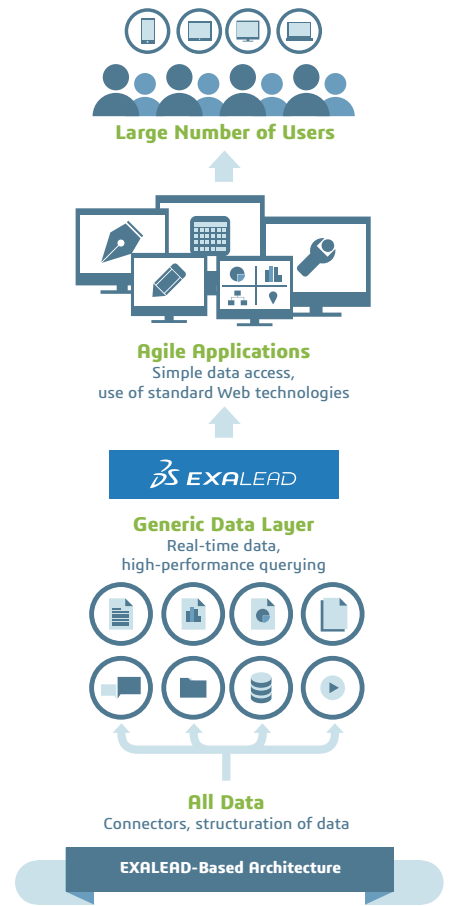 Large Number of Users
Agile Applications
Simple data access,
use of standard Web technologies
3DS EXALEAD
Generic Data Layer
Real-time data,
high-performance querying
All Data
Connectors, structuration of data
EXALEAD-Based Architecture